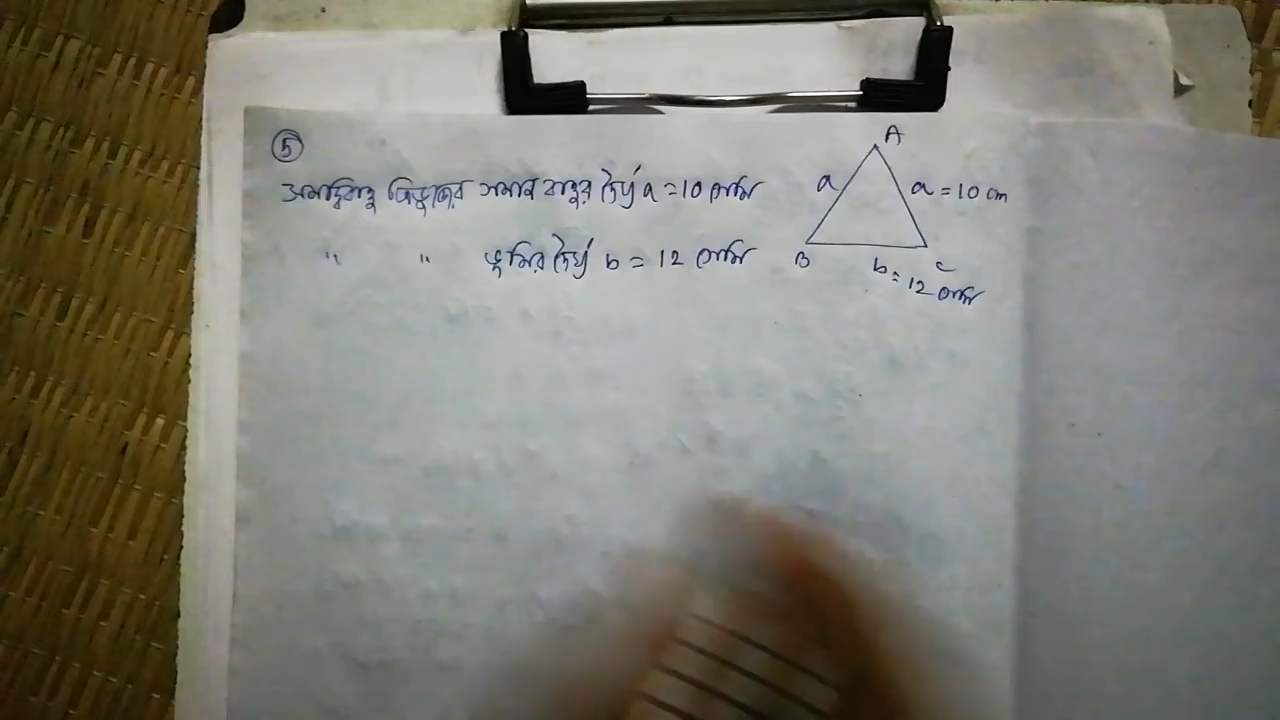 5
সমদ্বিবাহু ত্রিভুজের সমান বাহুর দৈর্ঘ্য a = 10 সেমি
" " ভূমির দৈর্ঘ্য b = 12 সেমি
A
a
a = 10 cm
B
C
b = 12 সেমি